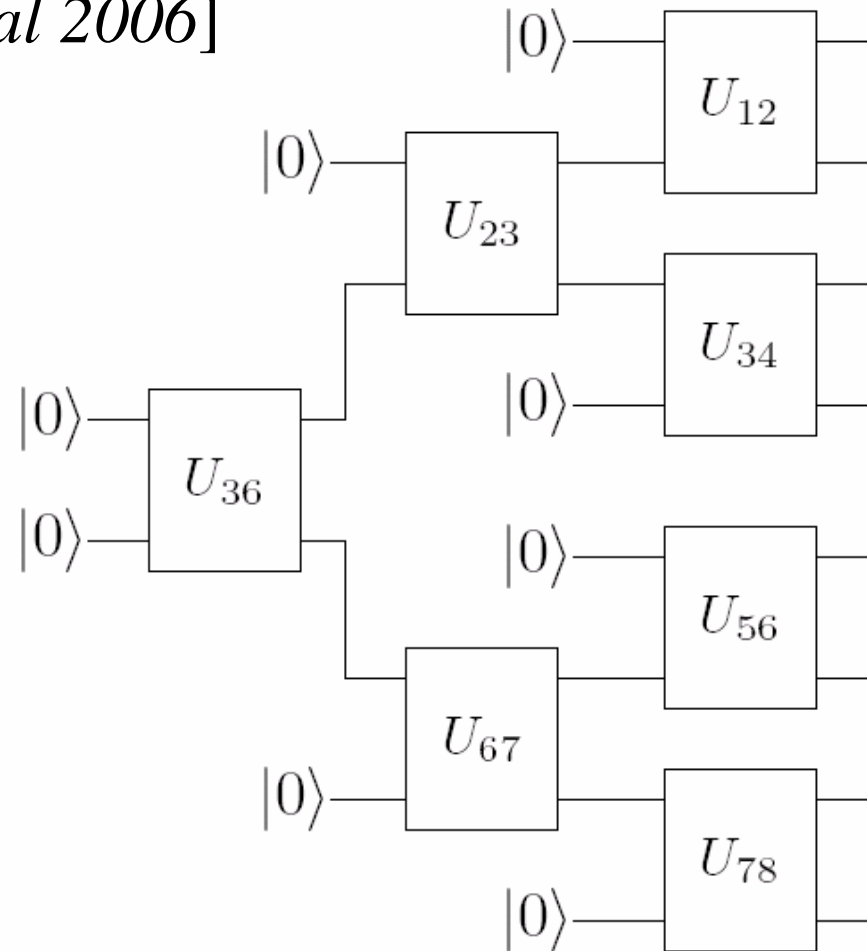 al 2006]
|0⟩
U₁₂
|0⟩
U₂₃
U₃₄
|0⟩
|0⟩
U₃₆
|0⟩
|0⟩
U₅₆
U₆₇
|0⟩
U₇₈
|0⟩